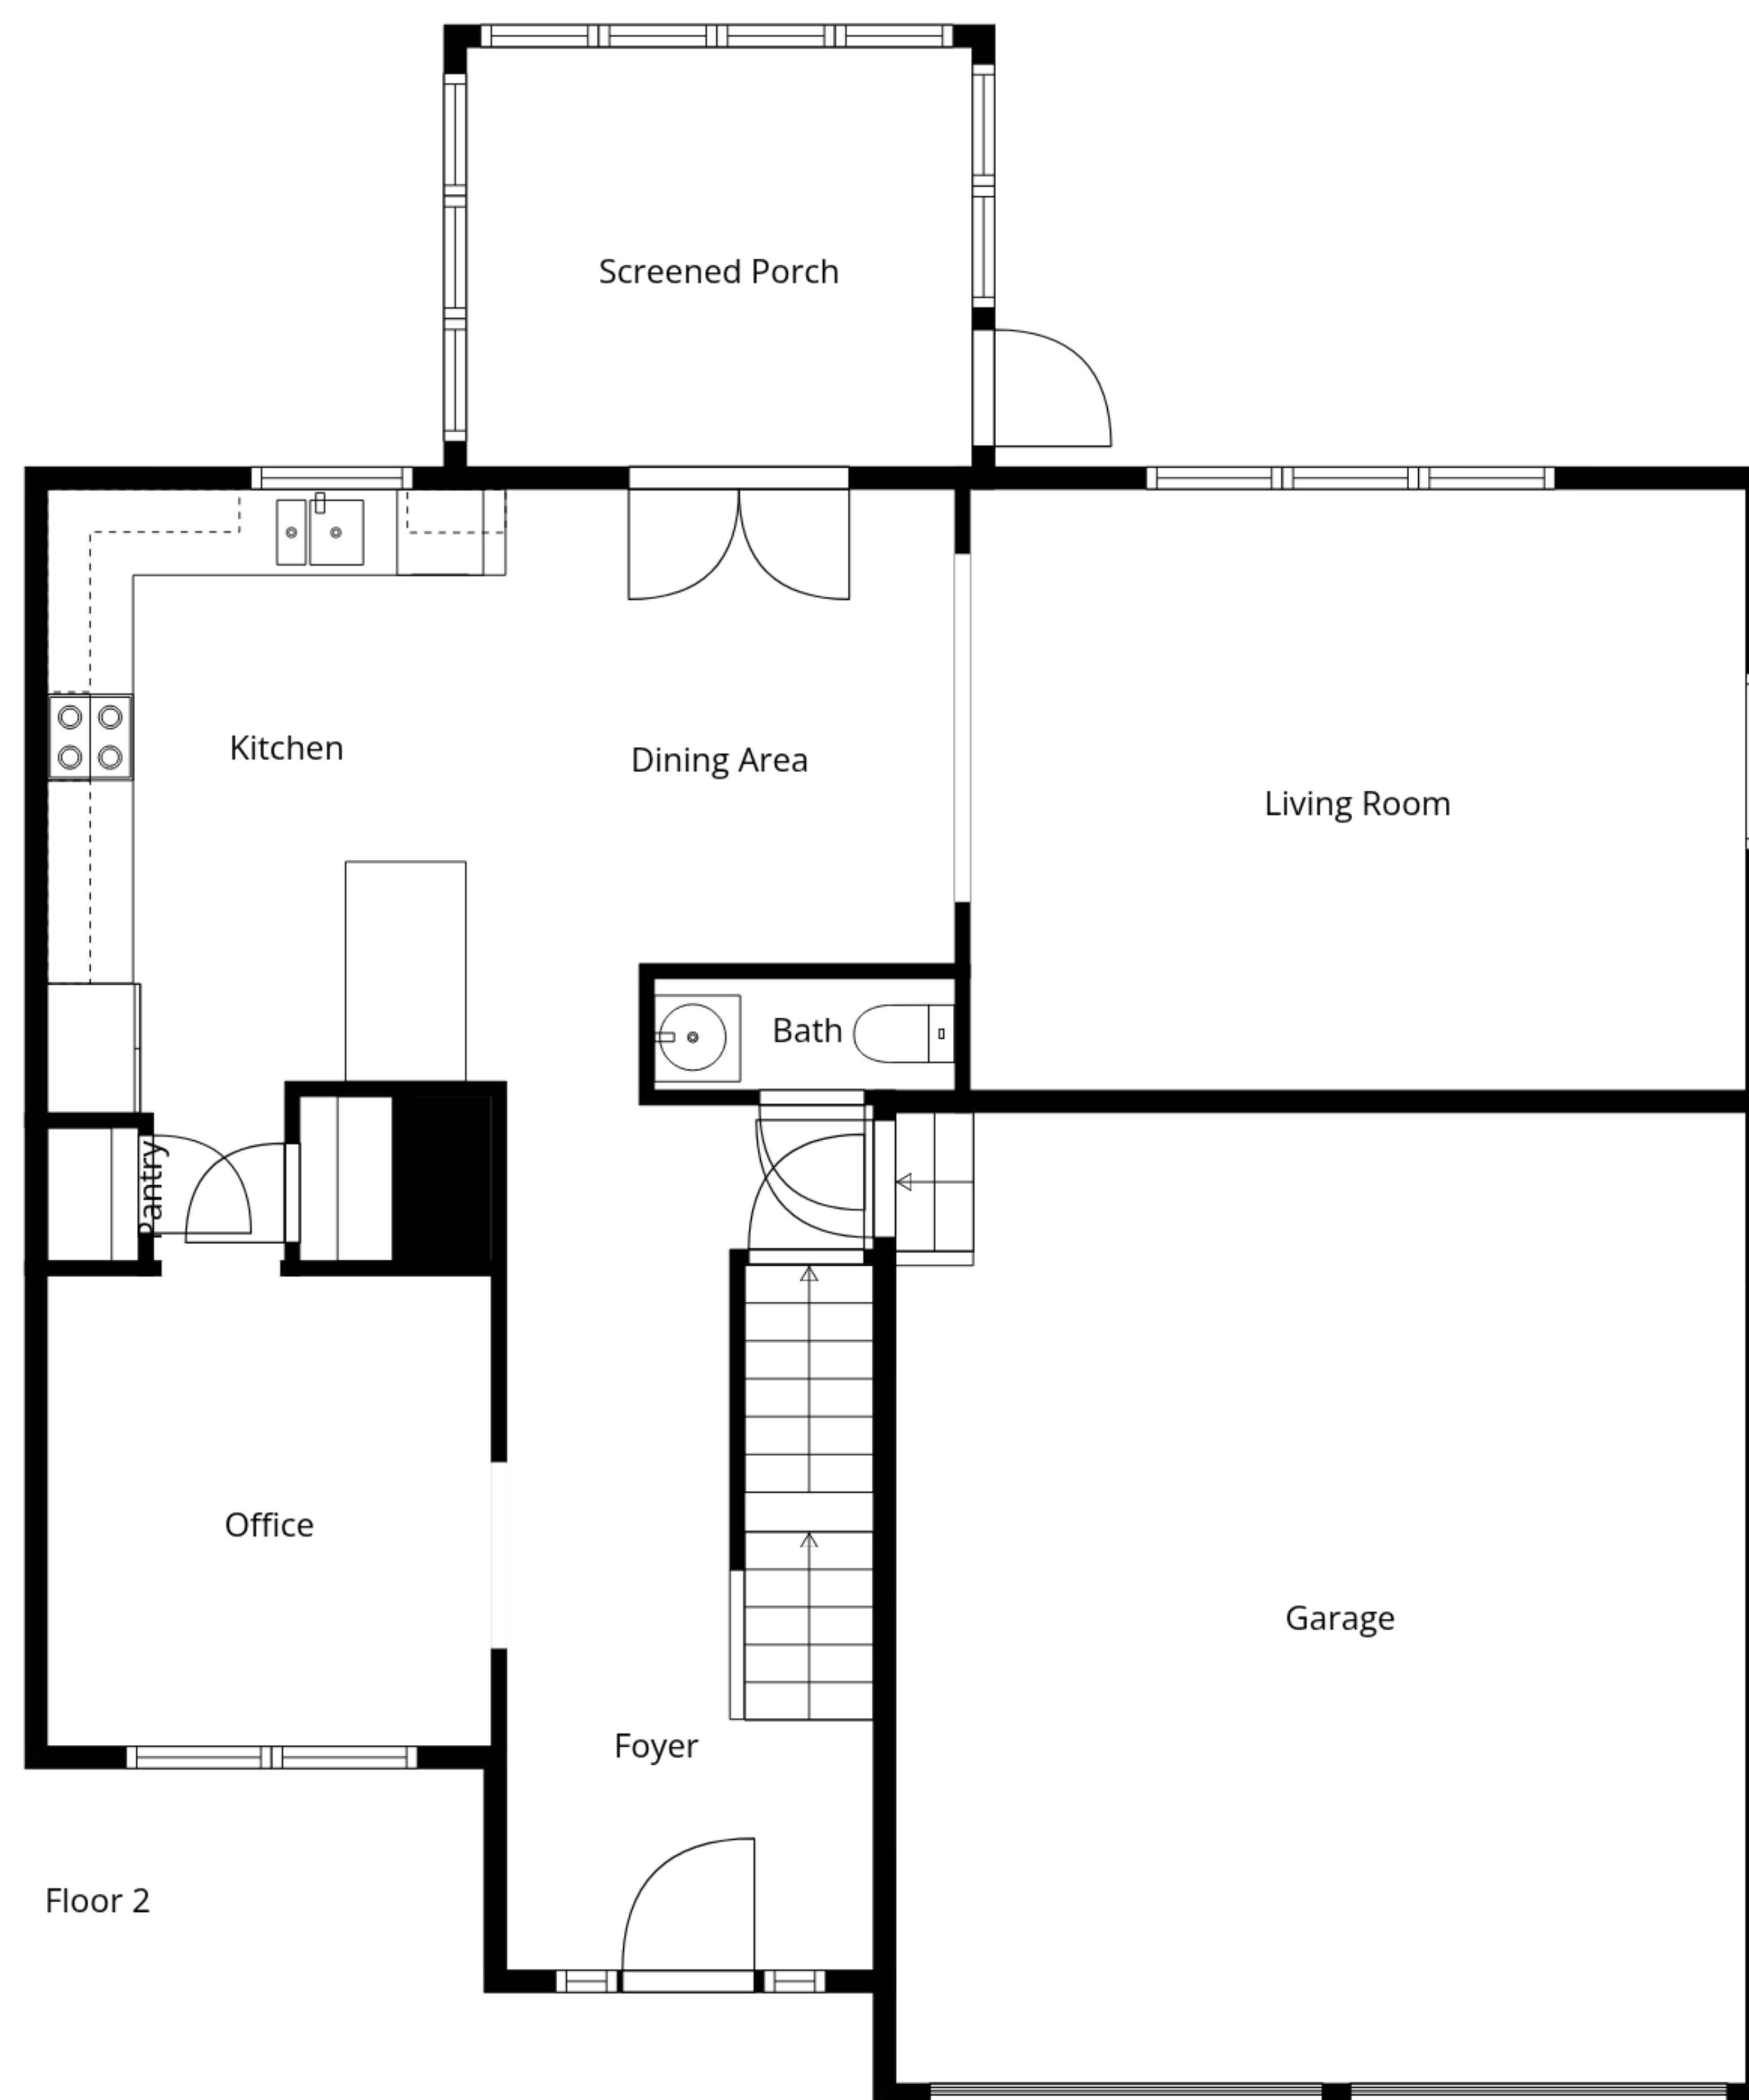 Screened Porch
Kitchen
Dining Area
Living Room
Bath
Pantry
Office
Garage
Foyer
Floor 2